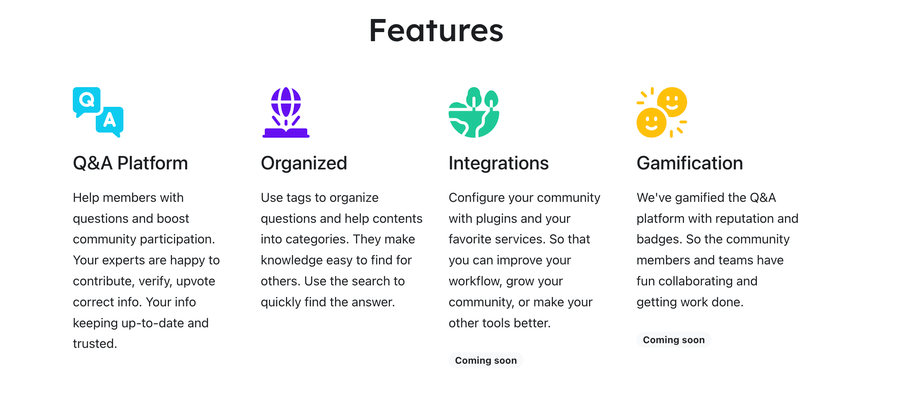 Features
Q
A
Q&A Platform
Help members with
questions and boost
community participation.
Your experts are happy to
contribute, verify, upvote
correct info. Your info
keeping up-to-date and
trusted.
Organized
Use tags to organize
questions and help contents
into categories. They make
knowledge easy to find for
others. Use the search to
quickly find the answer.
Integrations
Configure your community
with plugins and your
favorite services. So that
you can improve your
workflow, grow your
community, or make your
other tools better.
Coming soon
Gamification
We've gamified the Q&A
platform with reputation and
badges. So the community
members and teams have
fun collaborating and
getting work done.
Coming soon